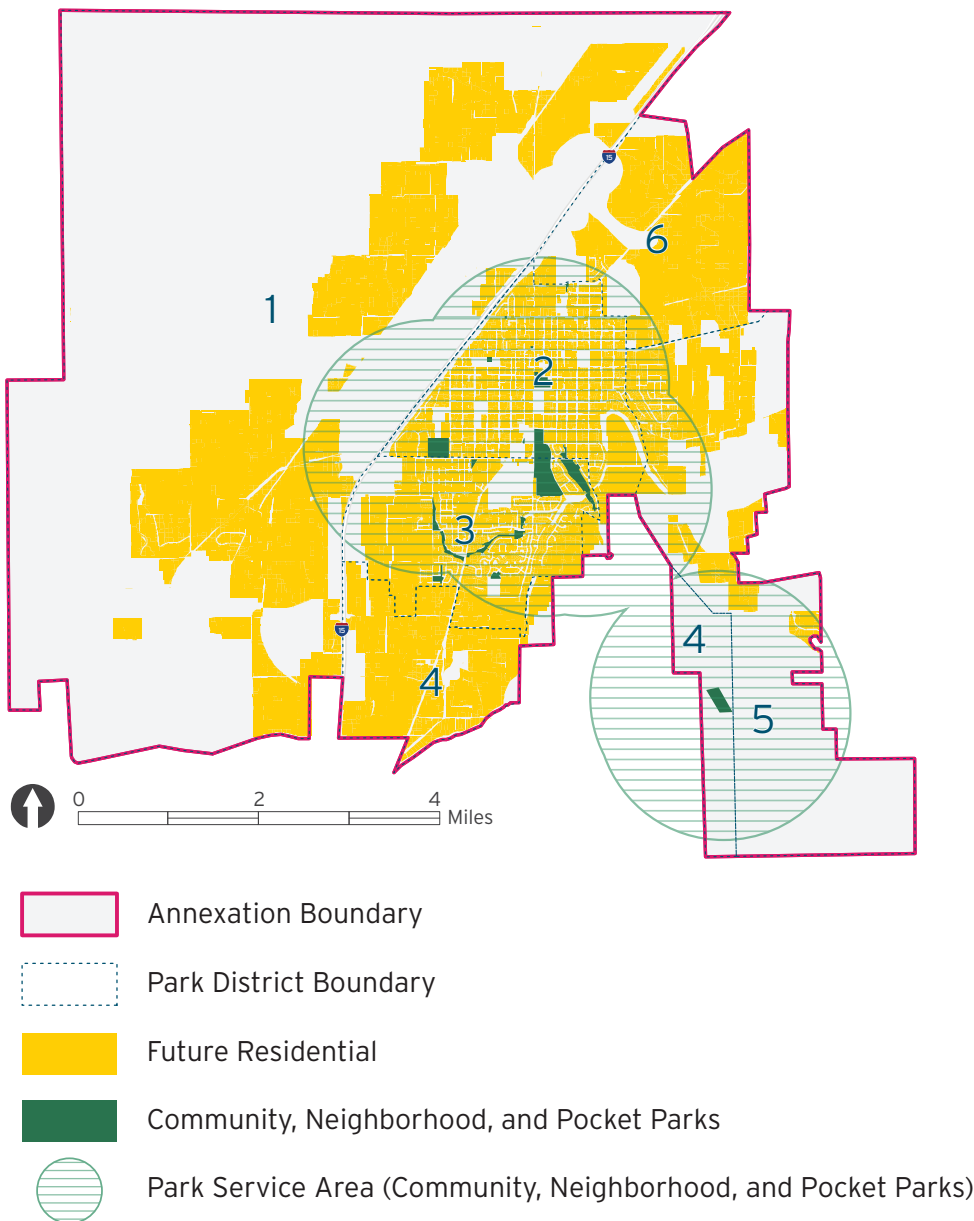 15
6
1
2
3
15
4
4
5
0 2 4
Miles
Annexation Boundary
Park District Boundary
Future Residential
Community, Neighborhood, and Pocket Parks
Park Service Area (Community, Neighborhood, and Pocket Parks)